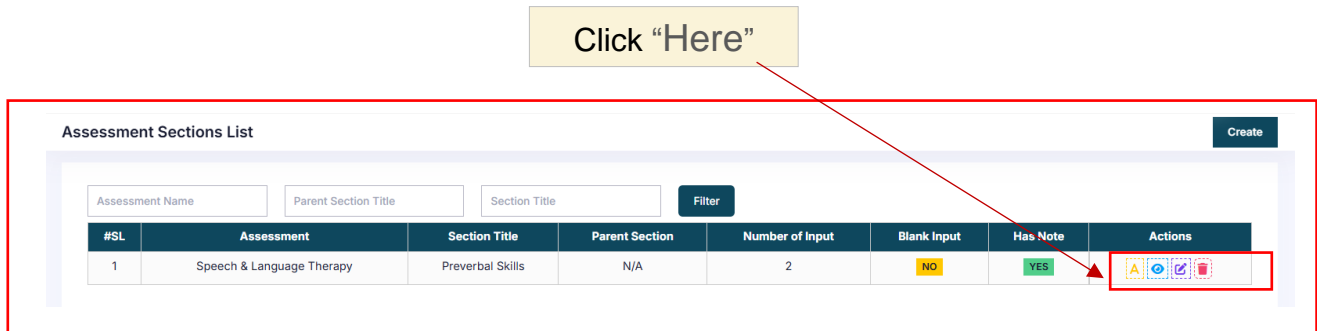 Click “Here”
Assessment Sections List
Create
Assessment Name Parent Section Title Section Title Filter
#SL Assessment Section Title Parent Section Number of Input Blank Input Has Note Actions
1 Speech & Language Therapy Preverbal Skills N/A 2 NO YES A